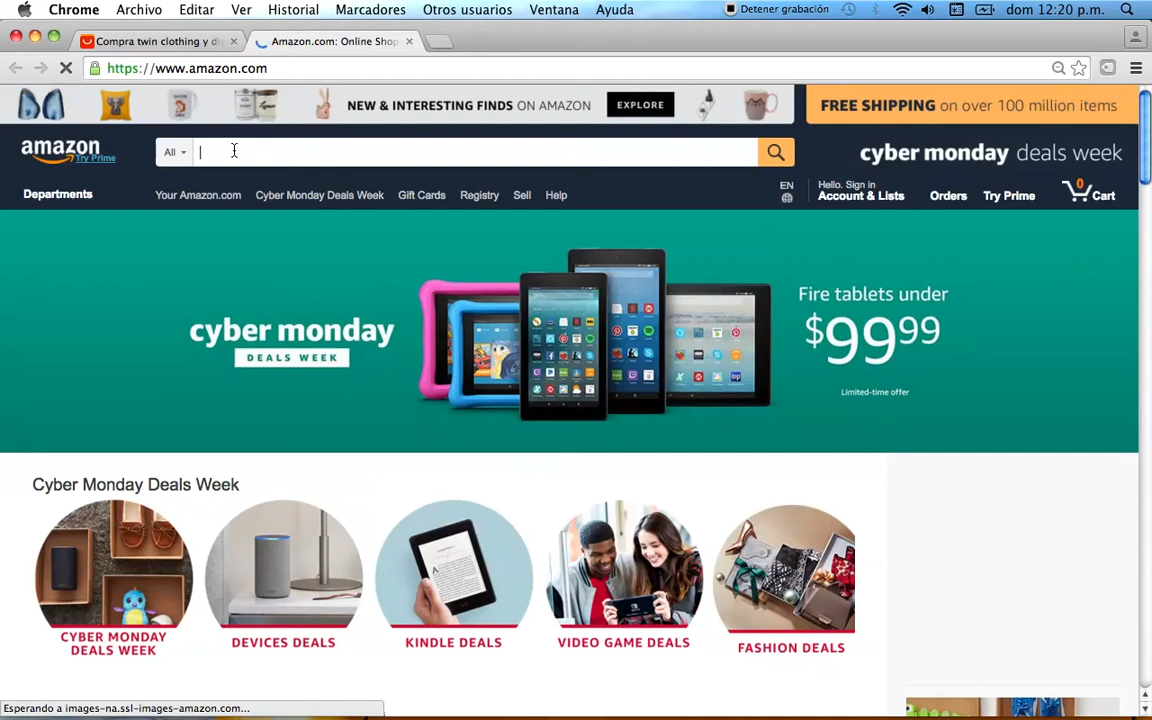 Chrome Archivo Editar Ver Historial Marcadores Otros usuarios Ventana Ayuda Detener grabación dom 12:20 p.m.
Compra twin clothing y di Amazon.com: Online Shop
https://www.amazon.com
NEW & INTERESTING FINDS ON AMAZON EXPLORE FREE SHIPPING on over 100 million items
amazon Try Prime
All
cyber monday deals week
Departments Your Amazon.com Cyber Monday Deals Week Gift Cards Registry Sell Help EN
Hello. Sign in
Account & Lists Orders Try Prime 0 Cart
cyber monday
DEALS WEEK
Fire tablets under
$99 99
Limited-time offer
Cyber Monday Deals Week
CYBER MONDAY
DEALS WEEK
DEVICES DEALS
KINDLE DEALS
VIDEO GAME DEALS
FASHION DEALS
Esperando a images-na.ssl-images-amazon.com...